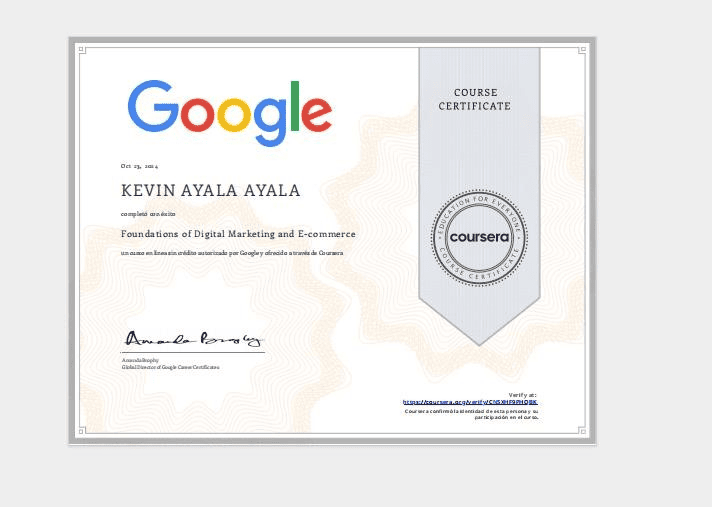 Google
COURSE
CERTIFICATE
Oct 23, 2024
KEVIN AYALA AYALA
completó con éxito
Foundations of Digital Marketing and E-commerce
un curso en línea sin crédito autorizado por Google y ofrecido a través de Coursera
EDUCATION FOR EVERYONE
coursera
COURSE CERTIFICATE
Amanda Brophy
Amanda Brophy
Global Director of Google Career Certificates
Verify at:
https://coursera.org/verify/
Coursera confirmó la identidad de esta persona y su
participación en el curso.